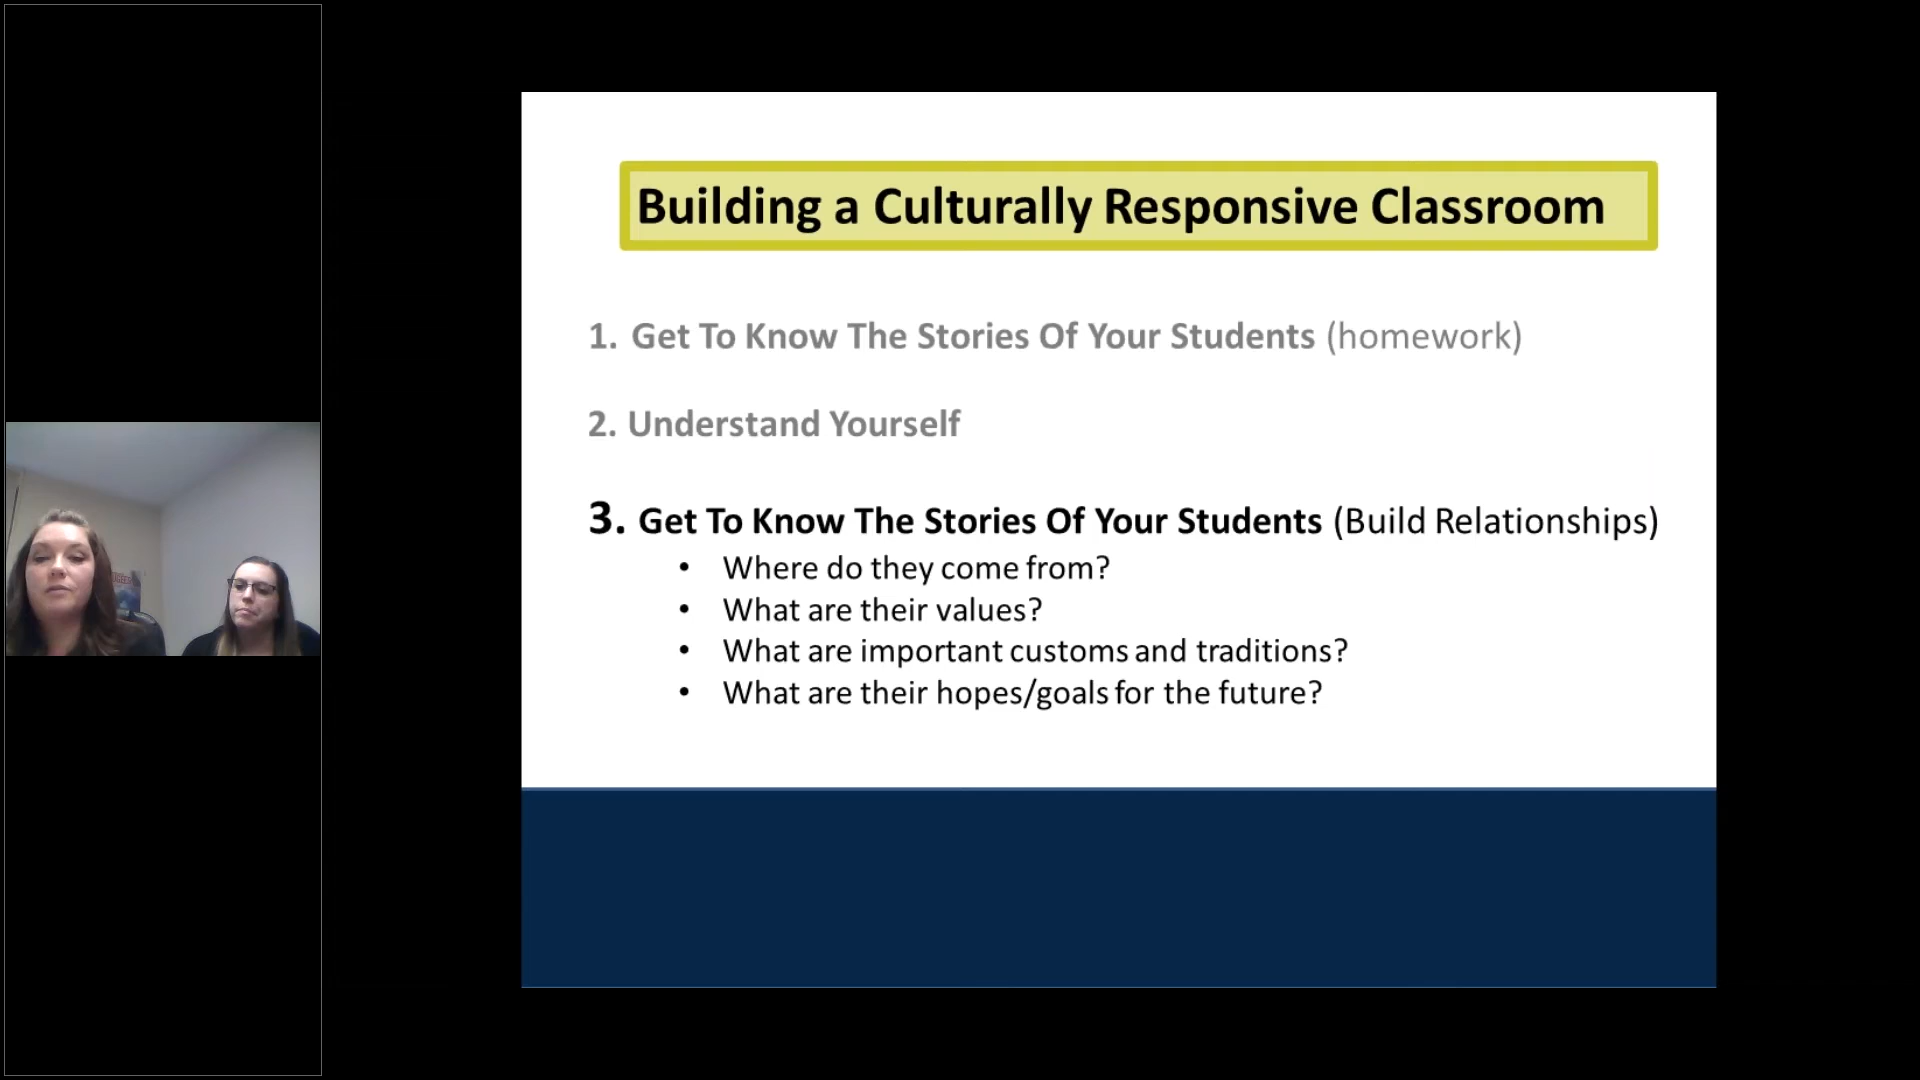 Building a Culturally Responsive Classroom
1. Get To Know The Stories Of Your Students (homework)
2. Understand Yourself
3. Get To Know The Stories Of Your Students (Build Relationships)
• Where do they come from?
• What are their values?
• What are important customs and traditions?
• What are their hopes/goals for the future?